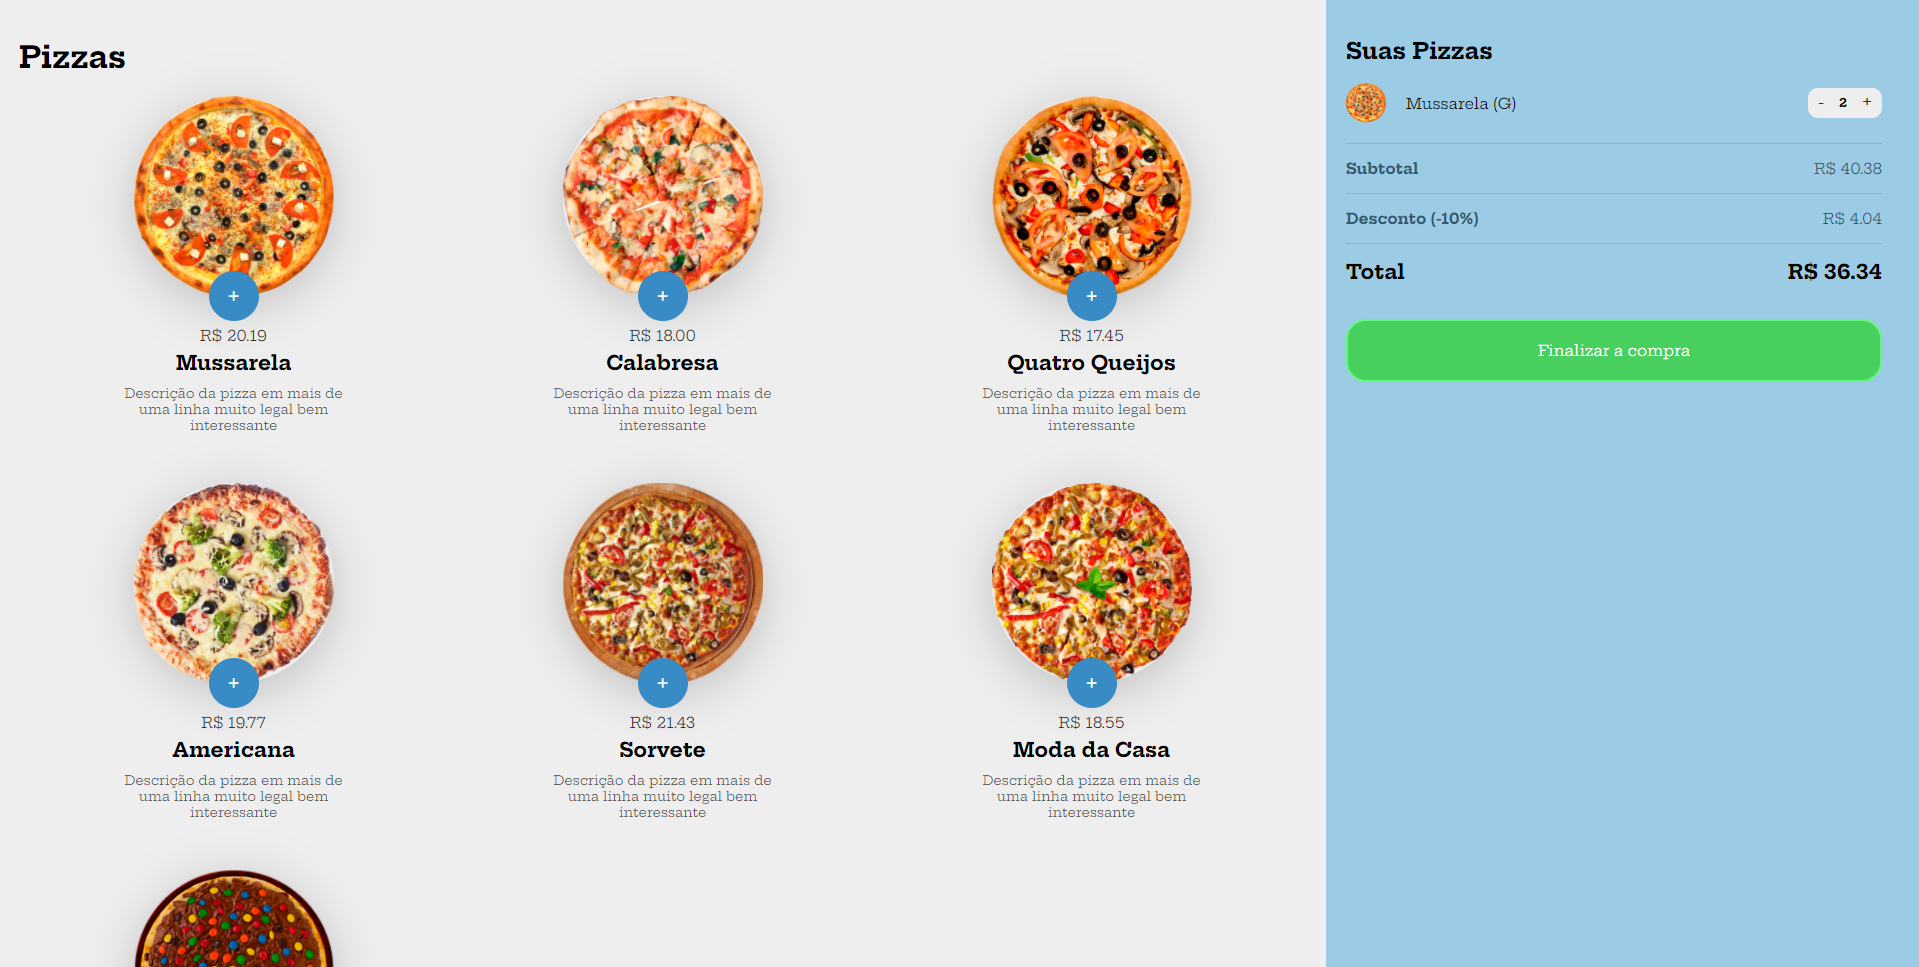 Pizzas
+
R$ 20.19
Mussarela
Descrição da pizza em mais de
uma linha muito legal bem
interessante
+
R$ 18.00
Calabresa
Descrição da pizza em mais de
uma linha muito legal bem
interessante
+
R$ 17.45
Quatro Queijos
Descrição da pizza em mais de
uma linha muito legal bem
interessante
+
R$ 19.77
Americana
Descrição da pizza em mais de
uma linha muito legal bem
interessante
+
R$ 21.43
Sorvete
Descrição da pizza em mais de
uma linha muito legal bem
interessante
+
R$ 18.55
Moda da Casa
Descrição da pizza em mais de
uma linha muito legal bem
interessante
Suas Pizzas
Mussarela (G) - 2 +
Subtotal R$ 40.38
Desconto (-10%) R$ 4.04
Total R$ 36.34
Finalizar a compra